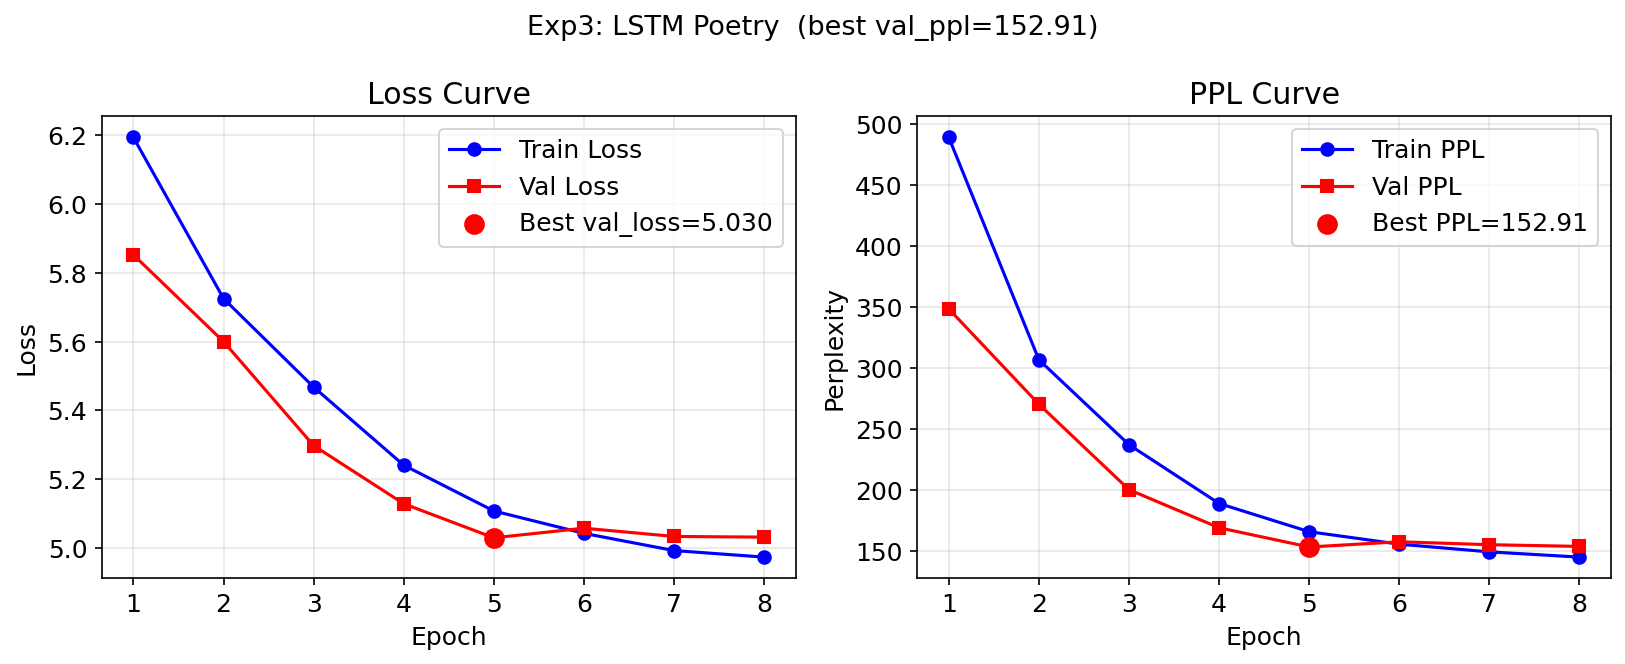 Exp3: LSTM Poetry  (best val_ppl=152.91)
Loss Curve
6.2
6.0
5.8
5.6
5.4
5.2
5.0
Loss
Train Loss
Val Loss
Best val_loss=5.030
1 2 3 4 5 6 7 8
Epoch
PPL Curve
500
450
400
350
300
250
200
150
Perplexity
Train PPL
Val PPL
Best PPL=152.91
1 2 3 4 5 6 7 8
Epoch